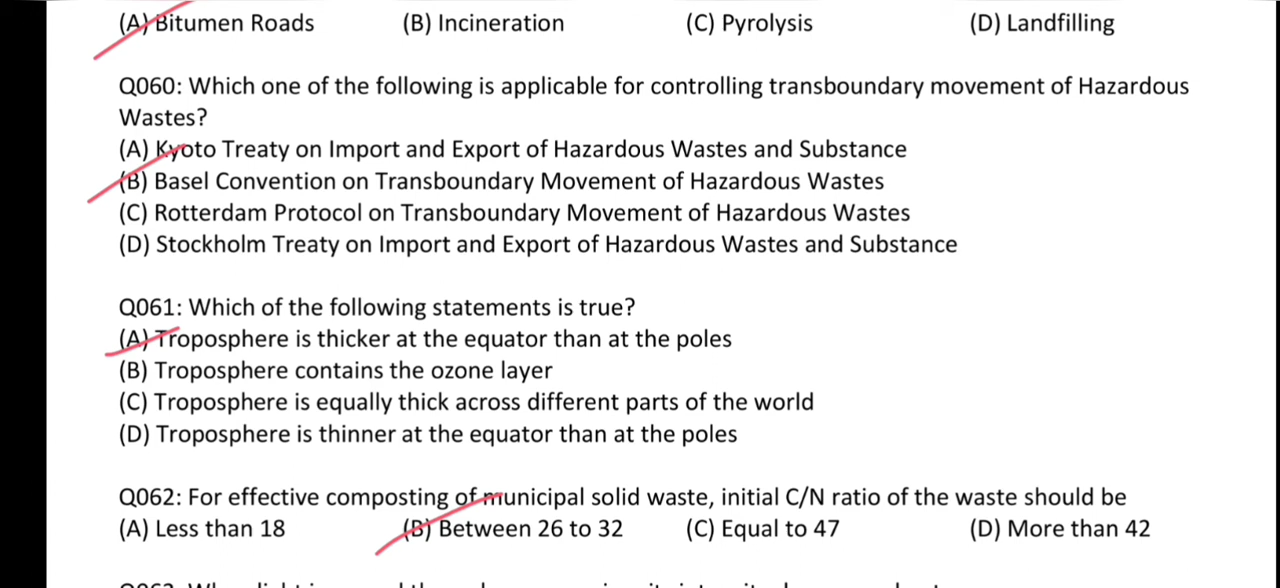 (A) Bitumen Roads (B) Incineration (C) Pyrolysis (D) Landfilling
Q060: Which one of the following is applicable for controlling transboundary movement of Hazardous
Wastes?
(A) Kyoto Treaty on Import and Export of Hazardous Wastes and Substance
(B) Basel Convention on Transboundary Movement of Hazardous Wastes
(C) Rotterdam Protocol on Transboundary Movement of Hazardous Wastes
(D) Stockholm Treaty on Import and Export of Hazardous Wastes and Substance
Q061: Which of the following statements is true?
(A) Troposphere is thicker at the equator than at the poles
(B) Troposphere contains the ozone layer
(C) Troposphere is equally thick across different parts of the world
(D) Troposphere is thinner at the equator than at the poles
Q062: For effective composting of municipal solid waste, initial C/N ratio of the waste should be
(A) Less than 18 (B) Between 26 to 32 (C) Equal to 47 (D) More than 42